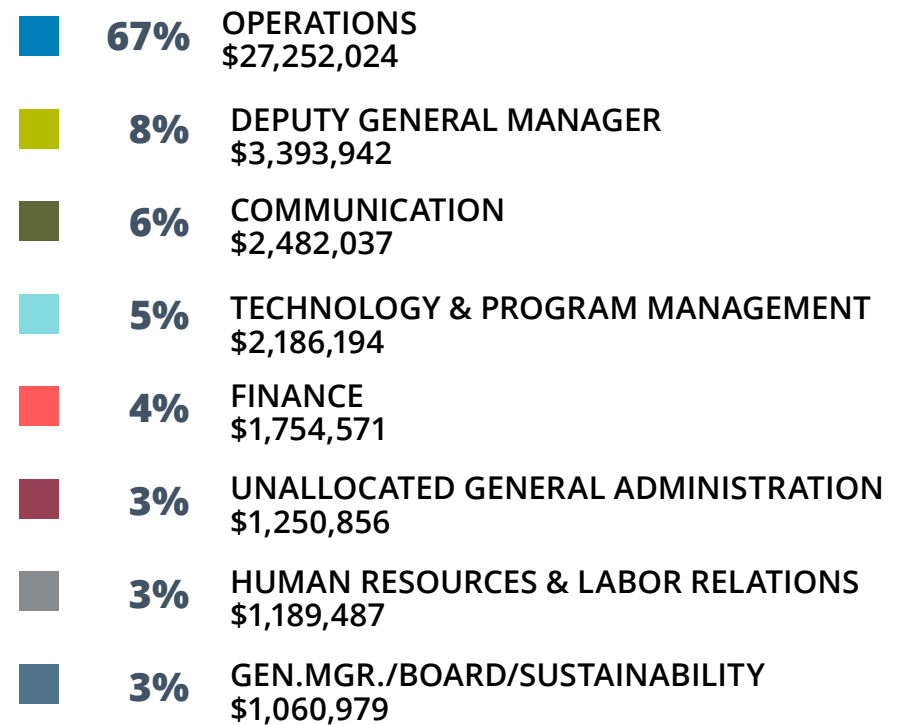 67% OPERATIONS
$27,252,024
8% DEPUTY GENERAL MANAGER
$3,393,942
6% COMMUNICATION
$2,482,037
5% TECHNOLOGY & PROGRAM MANAGEMENT
$2,186,194
4% FINANCE
$1,754,571
3% UNALLOCATED GENERAL ADMINISTRATION
$1,250,856
3% HUMAN RESOURCES & LABOR RELATIONS
$1,189,487
3% GEN.MGR./BOARD/SUSTAINABILITY
$1,060,979